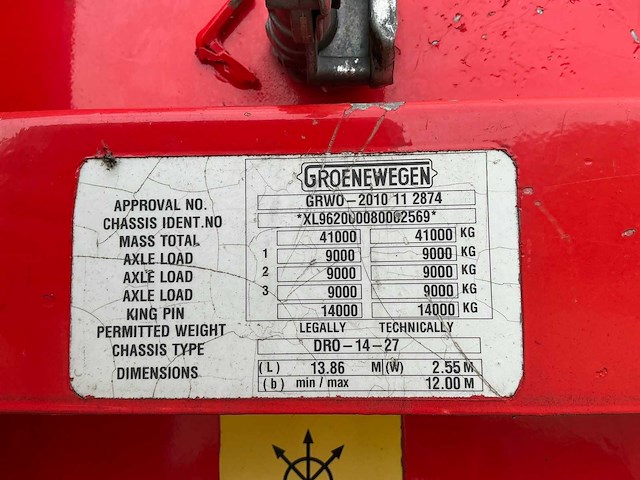 GROENEWEGEN
APPROVAL NO. GRWO-2010 11 2874
CHASSIS IDENT.NO *XL962000080002569*
MASS TOTAL 41000 41000 KG
AXLE LOAD 1 9000 9000 KG
AXLE LOAD 2 9000 9000 KG
AXLE LOAD 3 9000 9000 KG
KING PIN 14000 14000 KG
PERMITTED WEIGHT LEGALLY TECHNICALLY
CHASSIS TYPE DRO-14-27
DIMENSIONS (L) 13.86 M (W) 2.55 M
(b) min / max 12.00 M